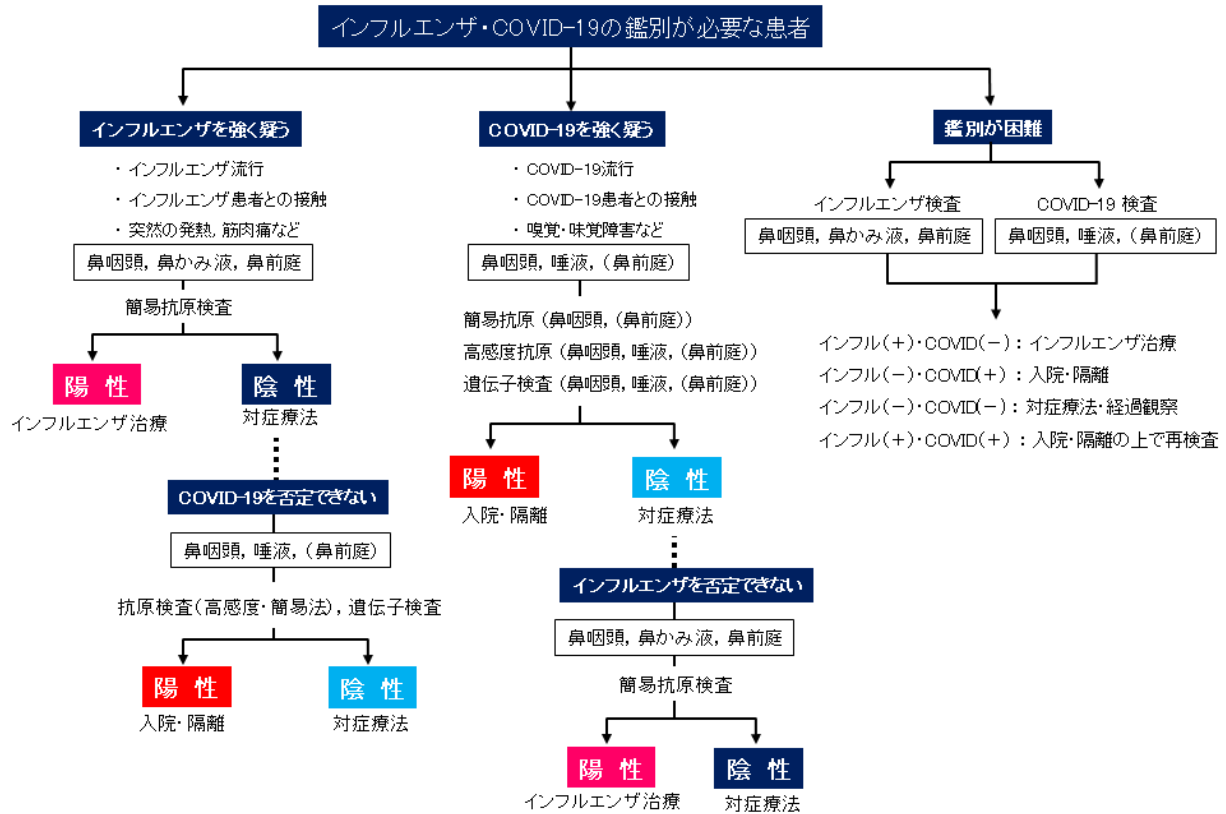 インフルエンザ・COVID-19の鑑別が必要な患者
インフルエンザを強く疑う
・ インフルエンザ流行
・ インフルエンザ患者との接触
・ 突然の発熱, 筋肉痛など
鼻咽頭, 鼻かみ液, 鼻前庭
簡易抗原検査
陽 性
インフルエンザ治療
陰 性
対症療法
COVID-19を否定できない
鼻咽頭, 唾液, (鼻前庭)
抗原検査(高感度・簡易法), 遺伝子検査
陽 性
入院・隔離
陰 性
対症療法
COVID-19を強く疑う
・ COVID-19流行
・ COVID-19患者との接触
・ 嗅覚・味覚障害など
鼻咽頭, 唾液, (鼻前庭)
簡易抗原 (鼻咽頭, (鼻前庭))
高感度抗原 (鼻咽頭, 唾液, (鼻前庭))
遺伝子検査 (鼻咽頭, 唾液, (鼻前庭))
陽 性
入院・隔離
陰 性
対症療法
インフルエンザを否定できない
鼻咽頭, 鼻かみ液, 鼻前庭
簡易抗原検査
陽 性
インフルエンザ治療
陰 性
対症療法
鑑別が困難
インフルエンザ検査
鼻咽頭, 鼻かみ液, 鼻前庭
COVID-19 検査
鼻咽頭, 唾液, (鼻前庭)
インフル(+)・COVID(-) : インフルエンザ治療
インフル(-)・COVID(+) : 入院・隔離
インフル(-)・COVID(-) : 対症療法・経過観察
インフル(+)・COVID(+) : 入院・隔離の上で再検査